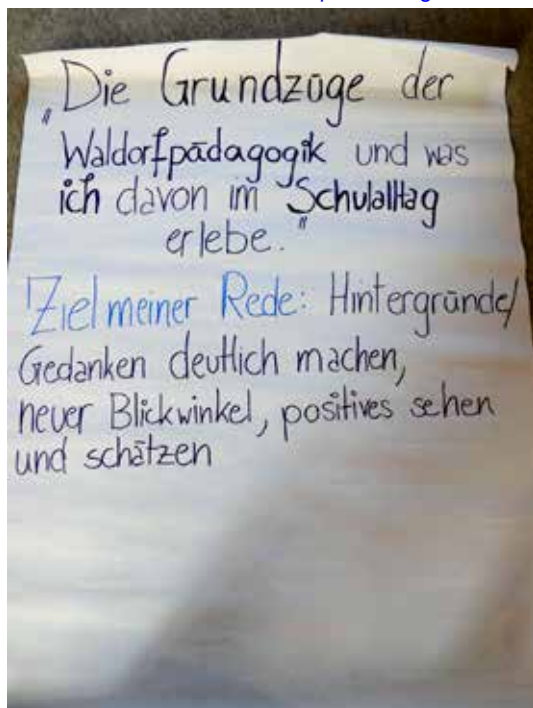 „Die Grundzüge der
Waldorfpädagogik und was
ich davon im Schulalltag
erlebe."
Ziel meiner Rede: Hintergründe/
Gedanken deutlich machen,
neuer Blickwinkel, positives sehen
und schätzen